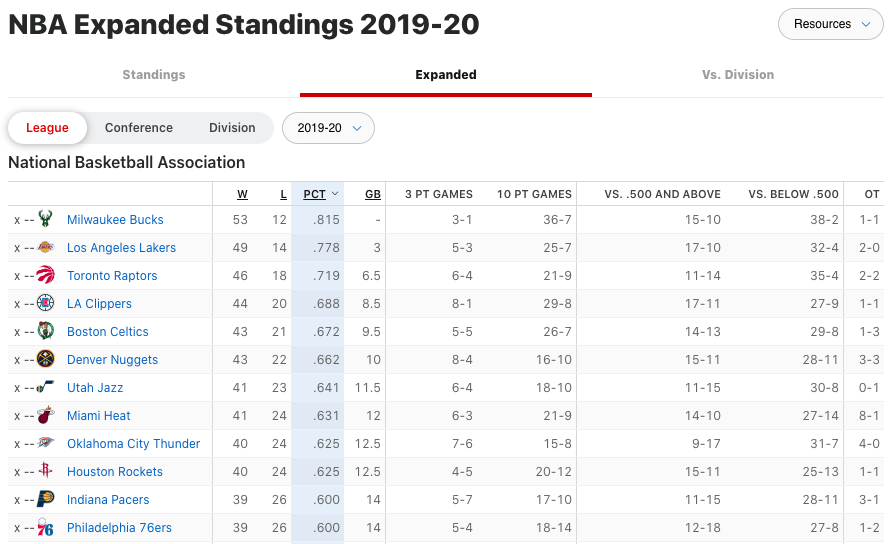 NBA Expanded Standings 2019-20
Resources
Standings Expanded Vs. Division
League Conference Division 2019-20
National Basketball Association
W L PCT GB 3 PT GAMES 10 PT GAMES VS. .500 AND ABOVE VS. BELOW .500 OT
x -- Milwaukee Bucks 53 12 .815 - 3-1 36-7 15-10 38-2 1-1
x -- Los Angeles Lakers 49 14 .778 3 5-3 25-7 17-10 32-4 2-0
x -- Toronto Raptors 46 18 .719 6.5 6-4 21-9 11-14 35-4 2-2
x -- LA Clippers 44 20 .688 8.5 8-1 29-8 17-11 27-9 1-1
x -- Boston Celtics 43 21 .672 9.5 5-5 26-7 14-13 29-8 1-3
x -- Denver Nuggets 43 22 .662 10 8-4 16-10 15-11 28-11 3-3
x -- Utah Jazz 41 23 .641 11.5 6-4 18-10 11-15 30-8 0-1
x -- Miami Heat 41 24 .631 12 6-3 21-9 14-10 27-14 8-1
x -- Oklahoma City Thunder 40 24 .625 12.5 7-6 15-8 9-17 31-7 4-0
x -- Houston Rockets 40 24 .625 12.5 4-5 20-12 15-11 25-13 1-1
x -- Indiana Pacers 39 26 .600 14 5-7 17-10 11-15 28-11 3-1
x -- 76 Philadelphia 76ers 39 26 .600 14 5-4 18-14 12-18 27-8 1-2